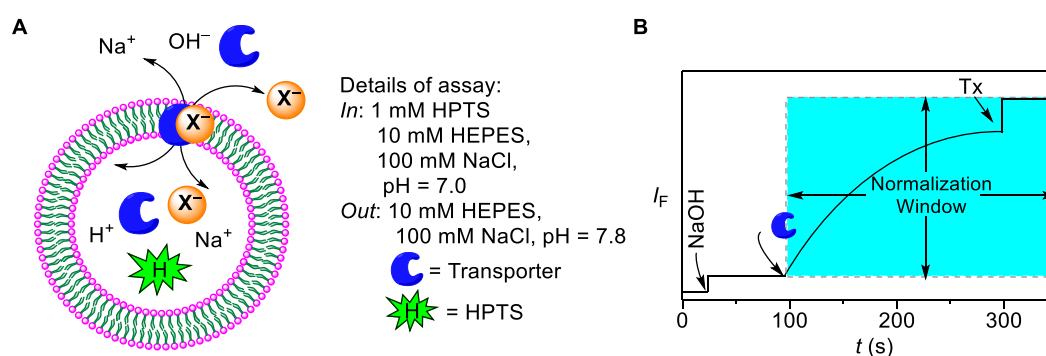 A
Na⁺
OH⁻
X⁻
X⁻
X⁻
H⁺
Na⁺
H
Details of assay:
In: 1 mM HPTS
10 mM HEPES,
100 mM NaCl,
pH = 7.0
Out: 10 mM HEPES,
100 mM NaCl, pH = 7.8
= Transporter
H = HPTS
B
Tx
Normalization
Window
NaOH
I_F
0 100 200 300
t (s)